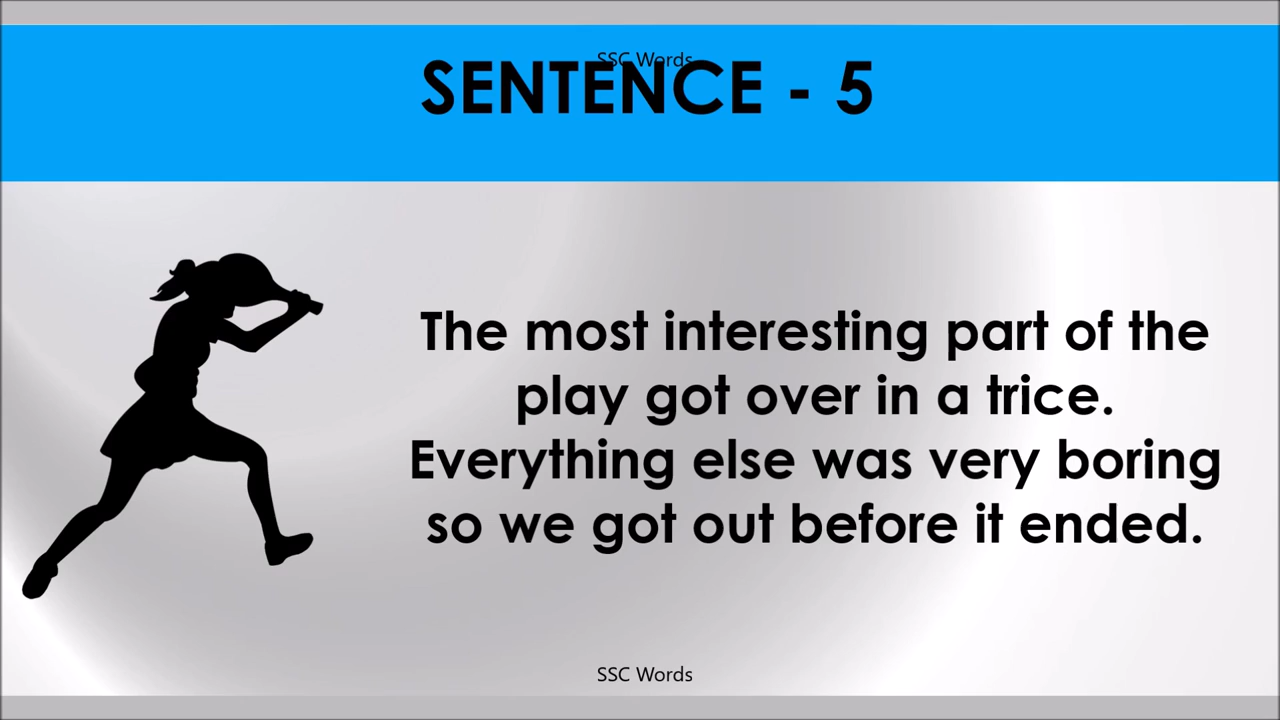 SSC Words
SENTENCE - 5
The most interesting part of the
play got over in a trice.
Everything else was very boring
so we got out before it ended.
SSC Words